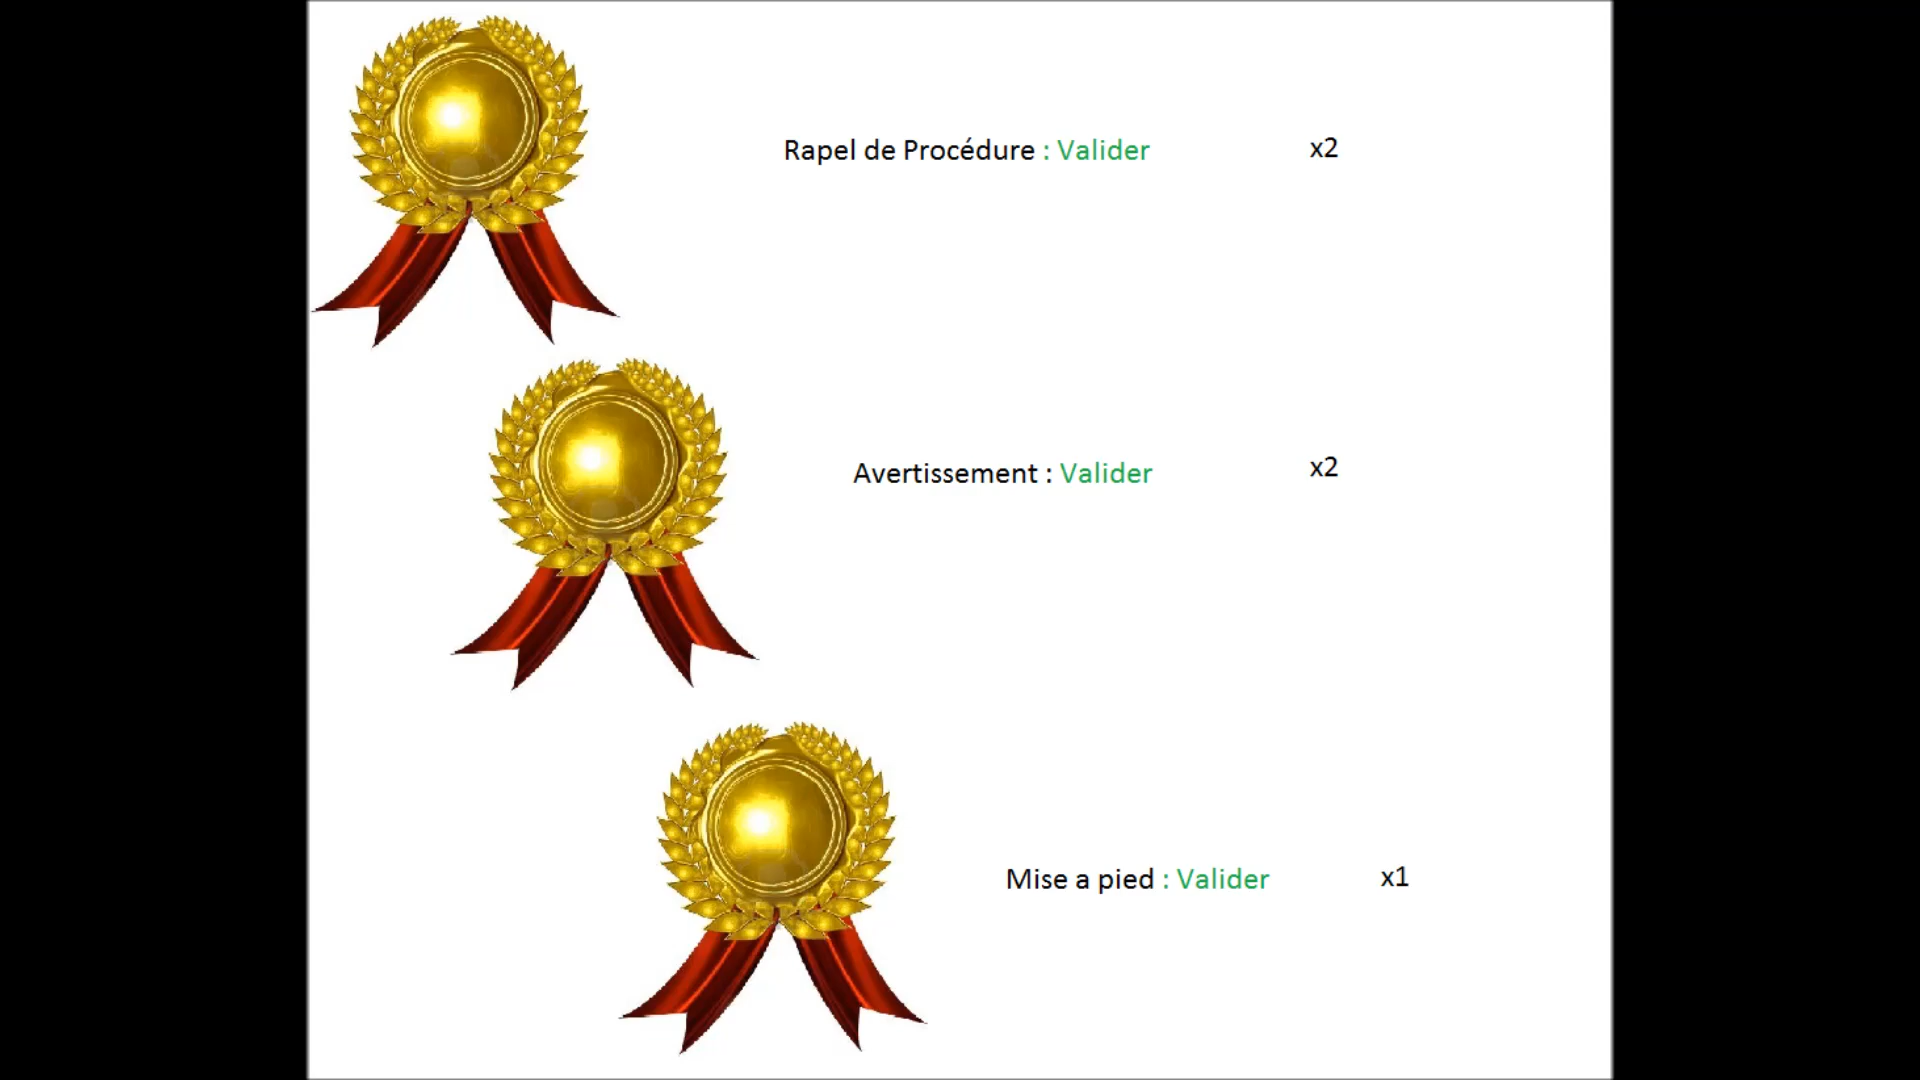 Rapel de Procédure : Valider x2
Avertissement : Valider x2
Mise a pied : Valider x1